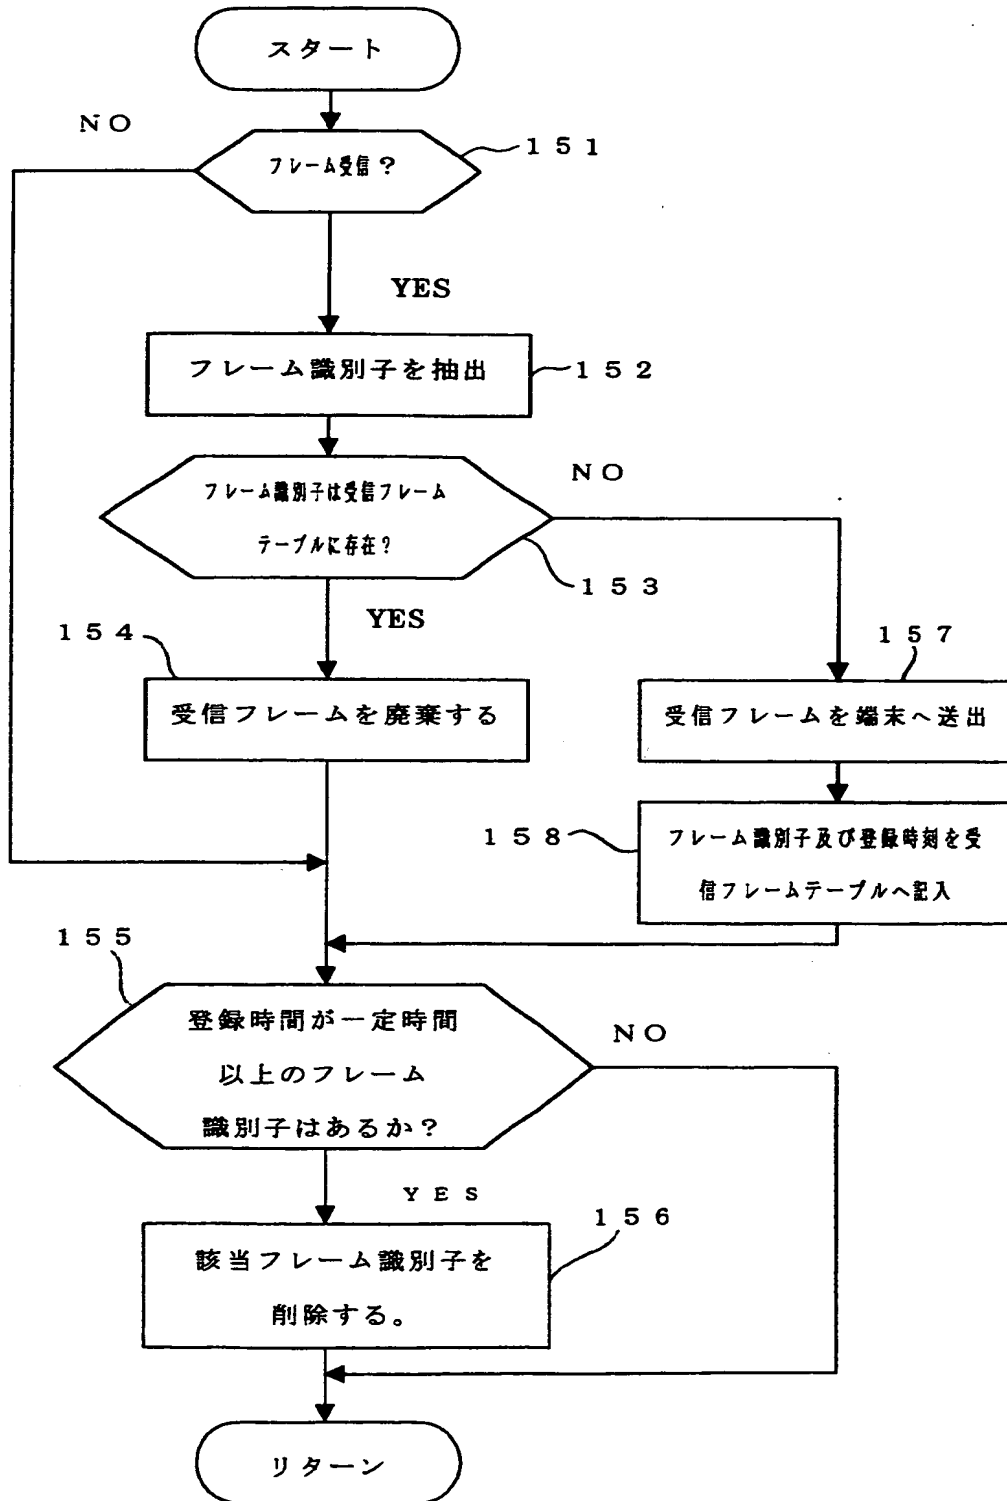 スタート
NO
フレーム受信？
151
YES
フレーム識別子を抽出
152
NO
フレーム識別子は受信フレーム
テーブルに存在？
153
YES
154
157
受信フレームを廃棄する
受信フレームを端末へ送出
158
フレーム識別子及び登録時刻を受
信フレームテーブルへ記入
155
登録時間が一定時間
以上のフレーム
識別子はあるか？
NO
YES
156
該当フレーム識別子を
削除する。
リターン